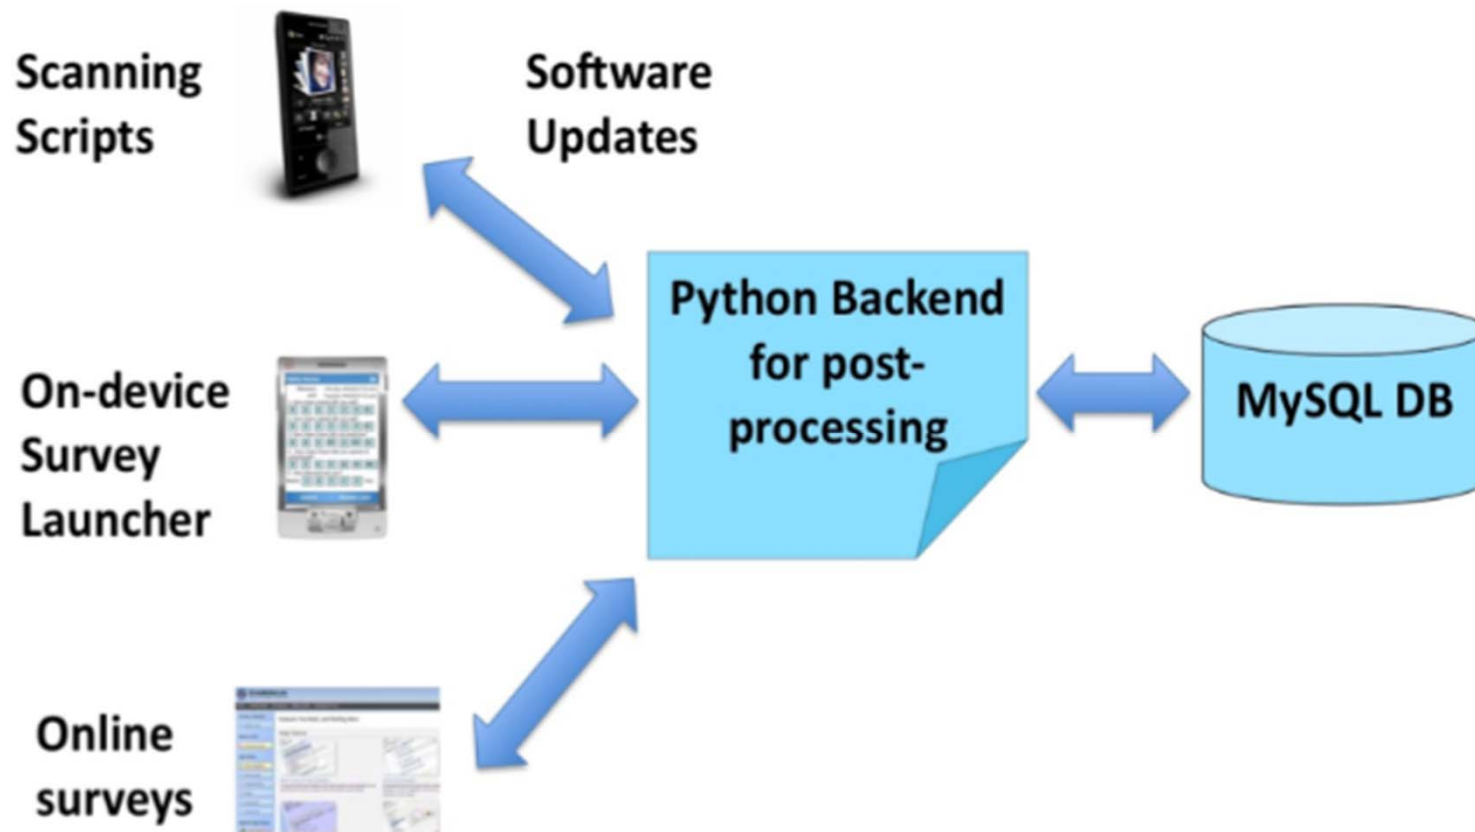 Scanning
Scripts
Software
Updates
Python Backend
for post-
processing
MySQL DB
On-device
Survey
Launcher
Online
surveys